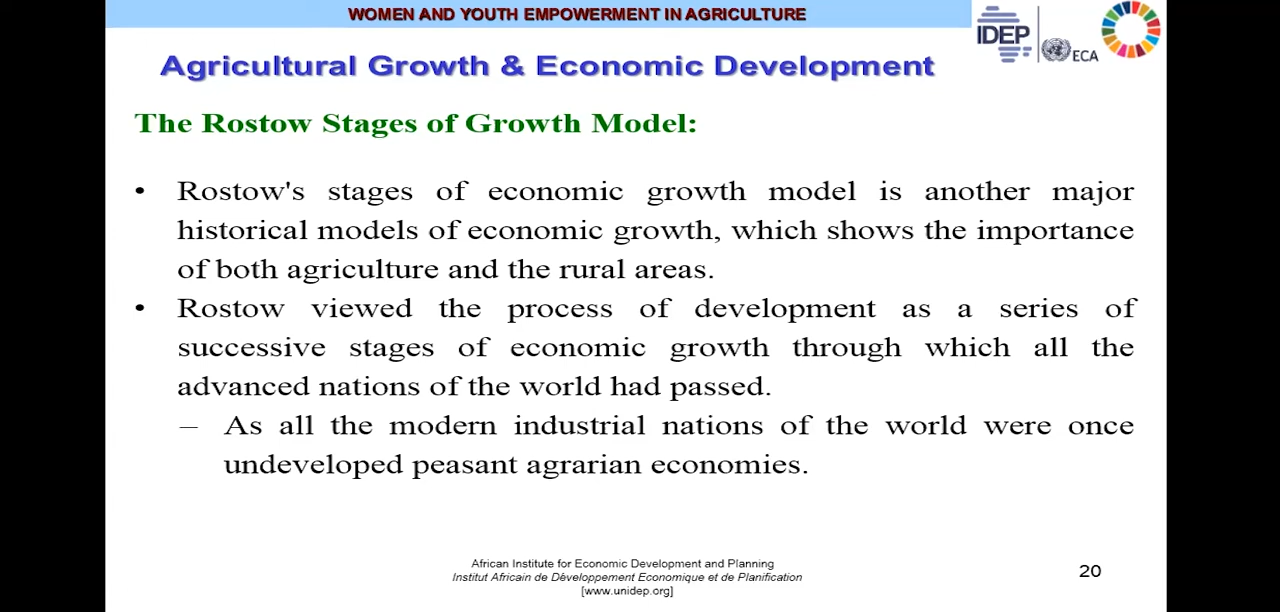 WOMEN AND YOUTH EMPOWERMENT IN AGRICULTURE
IDEP
ECA
Agricultural Growth & Economic Development
The Rostow Stages of Growth Model:
• Rostow's stages of economic growth model is another major
historical models of economic growth, which shows the importance
of both agriculture and the rural areas.
• Rostow viewed the process of development as a series of
successive stages of economic growth through which all the
advanced nations of the world had passed.
– As all the modern industrial nations of the world were once
undeveloped peasant agrarian economies.
African Institute for Economic Development and Planning
Institut Africain de Développement Economique et de Planification
[www.unidep.org]
20